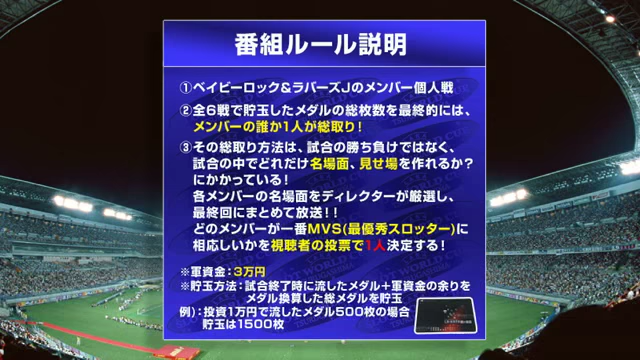 番組ルール説明
①ベイビーロック&ラバーズJのメンバー個人戦
②全6戦で貯玉したメダルの総枚数を最終的には、
メンバーの誰か1人が総取り!
③その総取り方法は、試合の勝ち負けではなく、
試合の中でどれだけ名場面、見せ場を作れるか?
にかかっている!
各メンバーの名場面をディレクターが厳選し、
最終回にまとめて放送!!
どのメンバーが一番MVS(最優秀スロッター)に
相応しいかを視聴者の投票で1人決定する!
※軍資金:3万円
※貯玉方法:試合終了時に流したメダル+軍資金の余りを
メダル換算した総メダルを貯玉
例):投資1万円で流したメダル500枚の場合
貯玉は1500枚